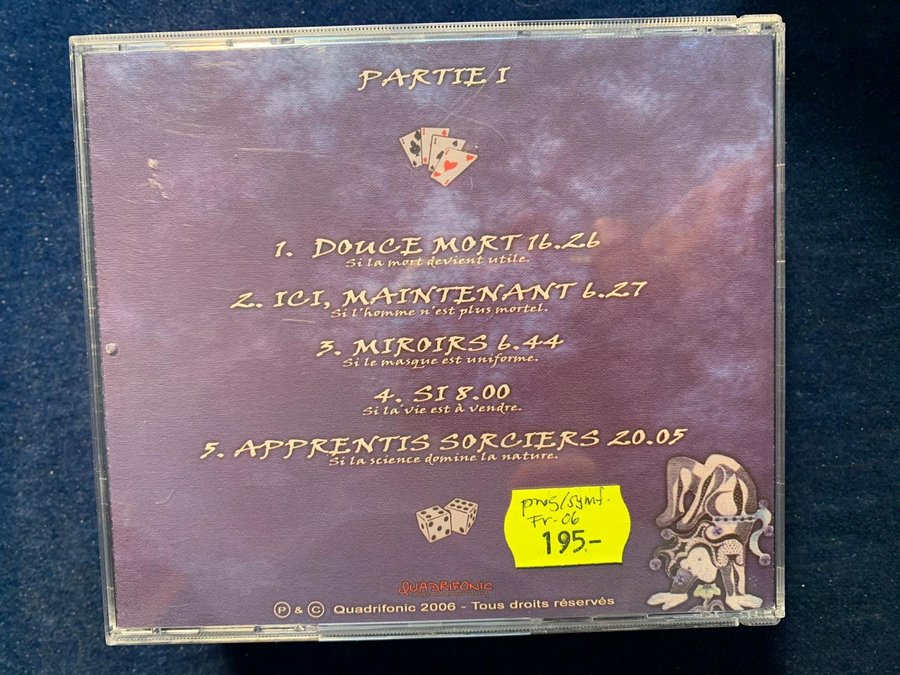 PARTIE I
1. DOUCE MORT 16.26
Si la mort devient utile.
2. ICI, MAINTENANT 6.27
Si l'homme n'est plus mortel.
3. MIROIRS 6.44
Si le masque est uniforme.
4. SI 8.00
Si la vie est à vendre.
5. APPRENTIS SORCIERS 20.05
Si la science domine la nature.
prog/symf.
Fr-06
195.-
QUADRIFONIC
Ⓟ & © Quadrifonic 2006 - Tous droits réservés